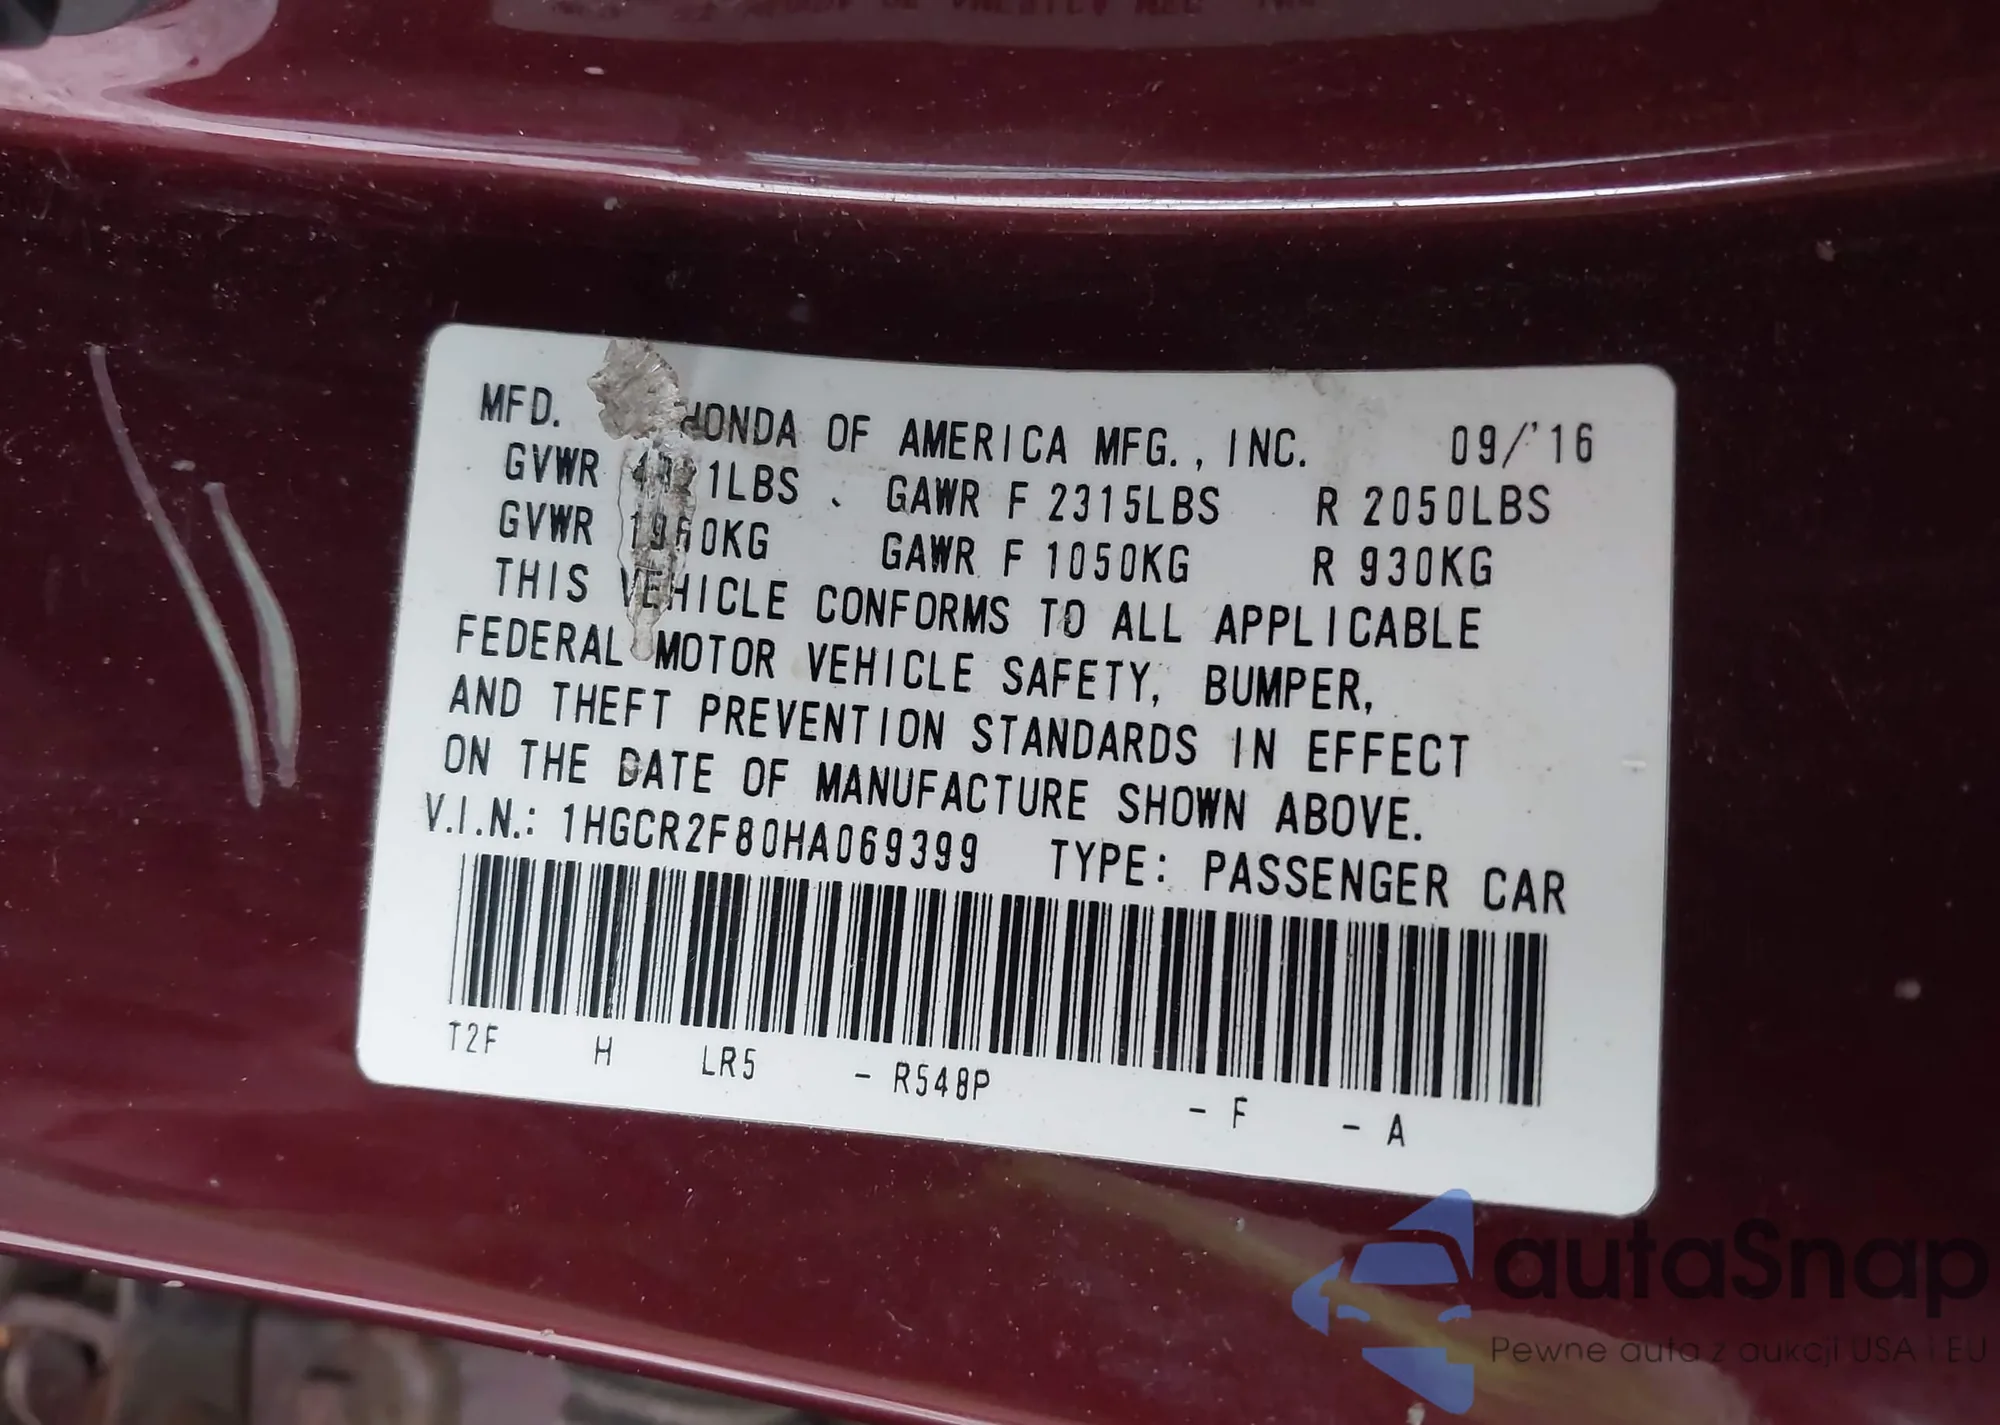 MFD. HONDA OF AMERICA MFG., INC. 09/'16
GVWR 4321LBS. GAWR F 2315LBS R 2050LBS
GVWR 1960KG GAWR F 1050KG R 930KG
THIS VEHICLE CONFORMS TO ALL APPLICABLE
FEDERAL MOTOR VEHICLE SAFETY, BUMPER,
AND THEFT PREVENTION STANDARDS IN EFFECT
ON THE DATE OF MANUFACTURE SHOWN ABOVE.
V.I.N.: 1HGCR2F80HA069399 TYPE: PASSENGER CAR
T2F H LR5 - R548P - F - A
autaSnap
Pewne auta z aukcji USA i EU